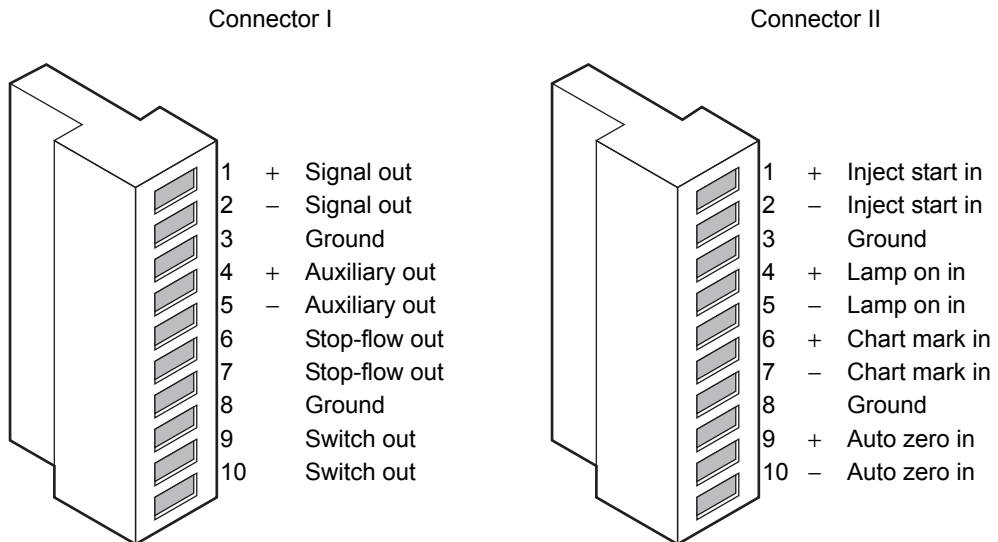 Connector I
1 + Signal out
2 – Signal out
3 Ground
4 + Auxiliary out
5 – Auxiliary out
6 Stop-flow out
7 Stop-flow out
8 Ground
9 Switch out
10 Switch out
Connector II
1 + Inject start in
2 – Inject start in
3 Ground
4 + Lamp on in
5 – Lamp on in
6 + Chart mark in
7 – Chart mark in
8 Ground
9 + Auto zero in
10 – Auto zero in